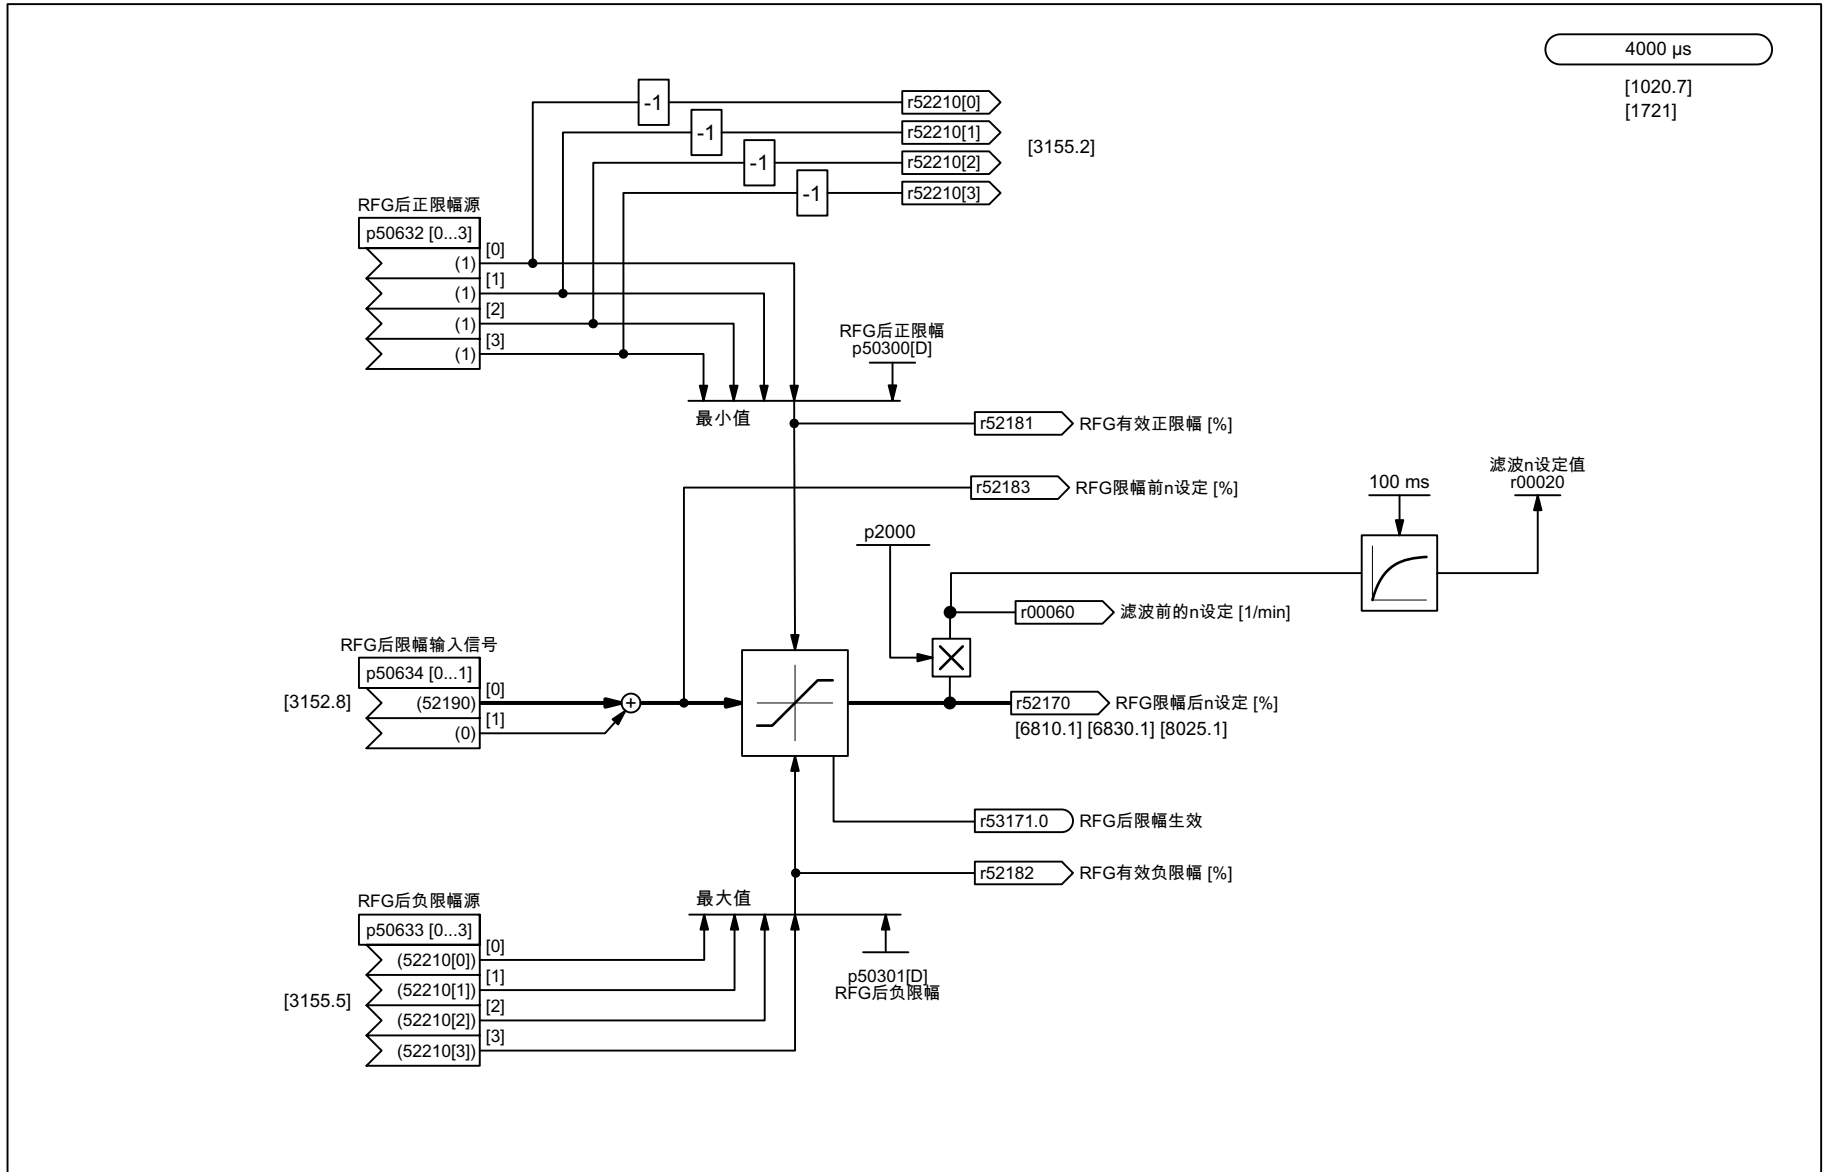 4000 µs
[1020.7]
[1721]
-1
r52210[0]
-1
r52210[1]
[3155.2]
-1
r52210[2]
-1
r52210[3]
RFG后正限幅源
p50632 [0...3]
[0]
(1)
[1]
(1)
[2]
(1)
[3]
(1)
RFG后正限幅
p50300[D]
最小值
r52181
RFG有效正限幅 [%]
r52183
RFG限幅前n设定 [%]
100 ms
滤波n设定值
r00020
p2000
r00060
滤波前的n设定 [1/min]
RFG后限幅输入信号
p50634 [0...1]
[3152.8]
[0]
(52190)
[1]
(0)
+
r52170
RFG限幅后n设定 [%]
[6810.1] [6830.1] [8025.1]
r53171.0
RFG后限幅生效
r52182
RFG有效负限幅 [%]
最大值
RFG后负限幅源
p50633 [0...3]
[0]
(52210[0])
[1]
(52210[1])
[2]
(52210[2])
[3]
(52210[3])
[3155.5]
p50301[D]
RFG后负限幅